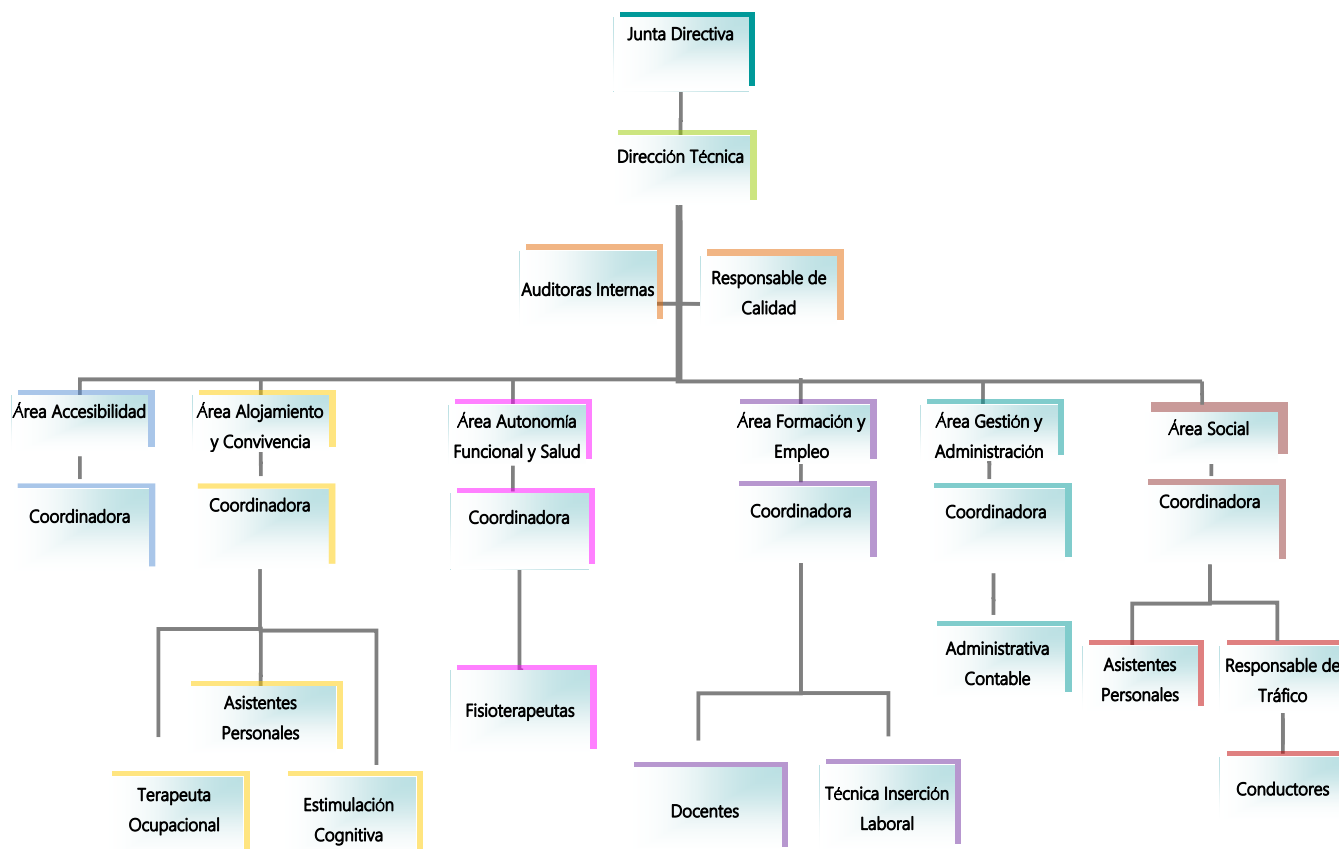 Junta Directiva
Dirección Técnica
Auditoras Internas
Responsable de
Calidad
Área Accesibilidad
Área Alojamiento
y Convivencia
Área Autonomía
Funcional y Salud
Área Formación y
Empleo
Área Gestión y
Administración
Área Social
Coordinadora
Coordinadora
Coordinadora
Coordinadora
Coordinadora
Coordinadora
Asistentes
Personales
Terapeuta
Ocupacional
Estimulación
Cognitiva
Fisioterapeutas
Docentes
Técnica Inserción
Laboral
Administrativa
Contable
Asistentes
Personales
Responsable de
Tráfico
Conductores